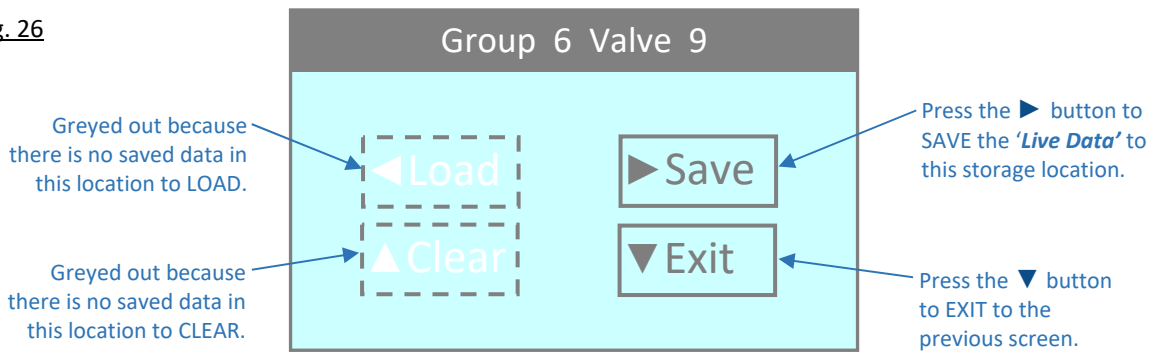 . 26
Group 6 Valve 9
Greyed out because
there is no saved data in
this location to LOAD.
◄Load
►Save
Press the ► button to
SAVE the ‘Live Data’ to
this storage location.
Greyed out because
there is no saved data in
this location to CLEAR.
▲Clear
▼Exit
Press the ▼ button
to EXIT to the
previous screen.